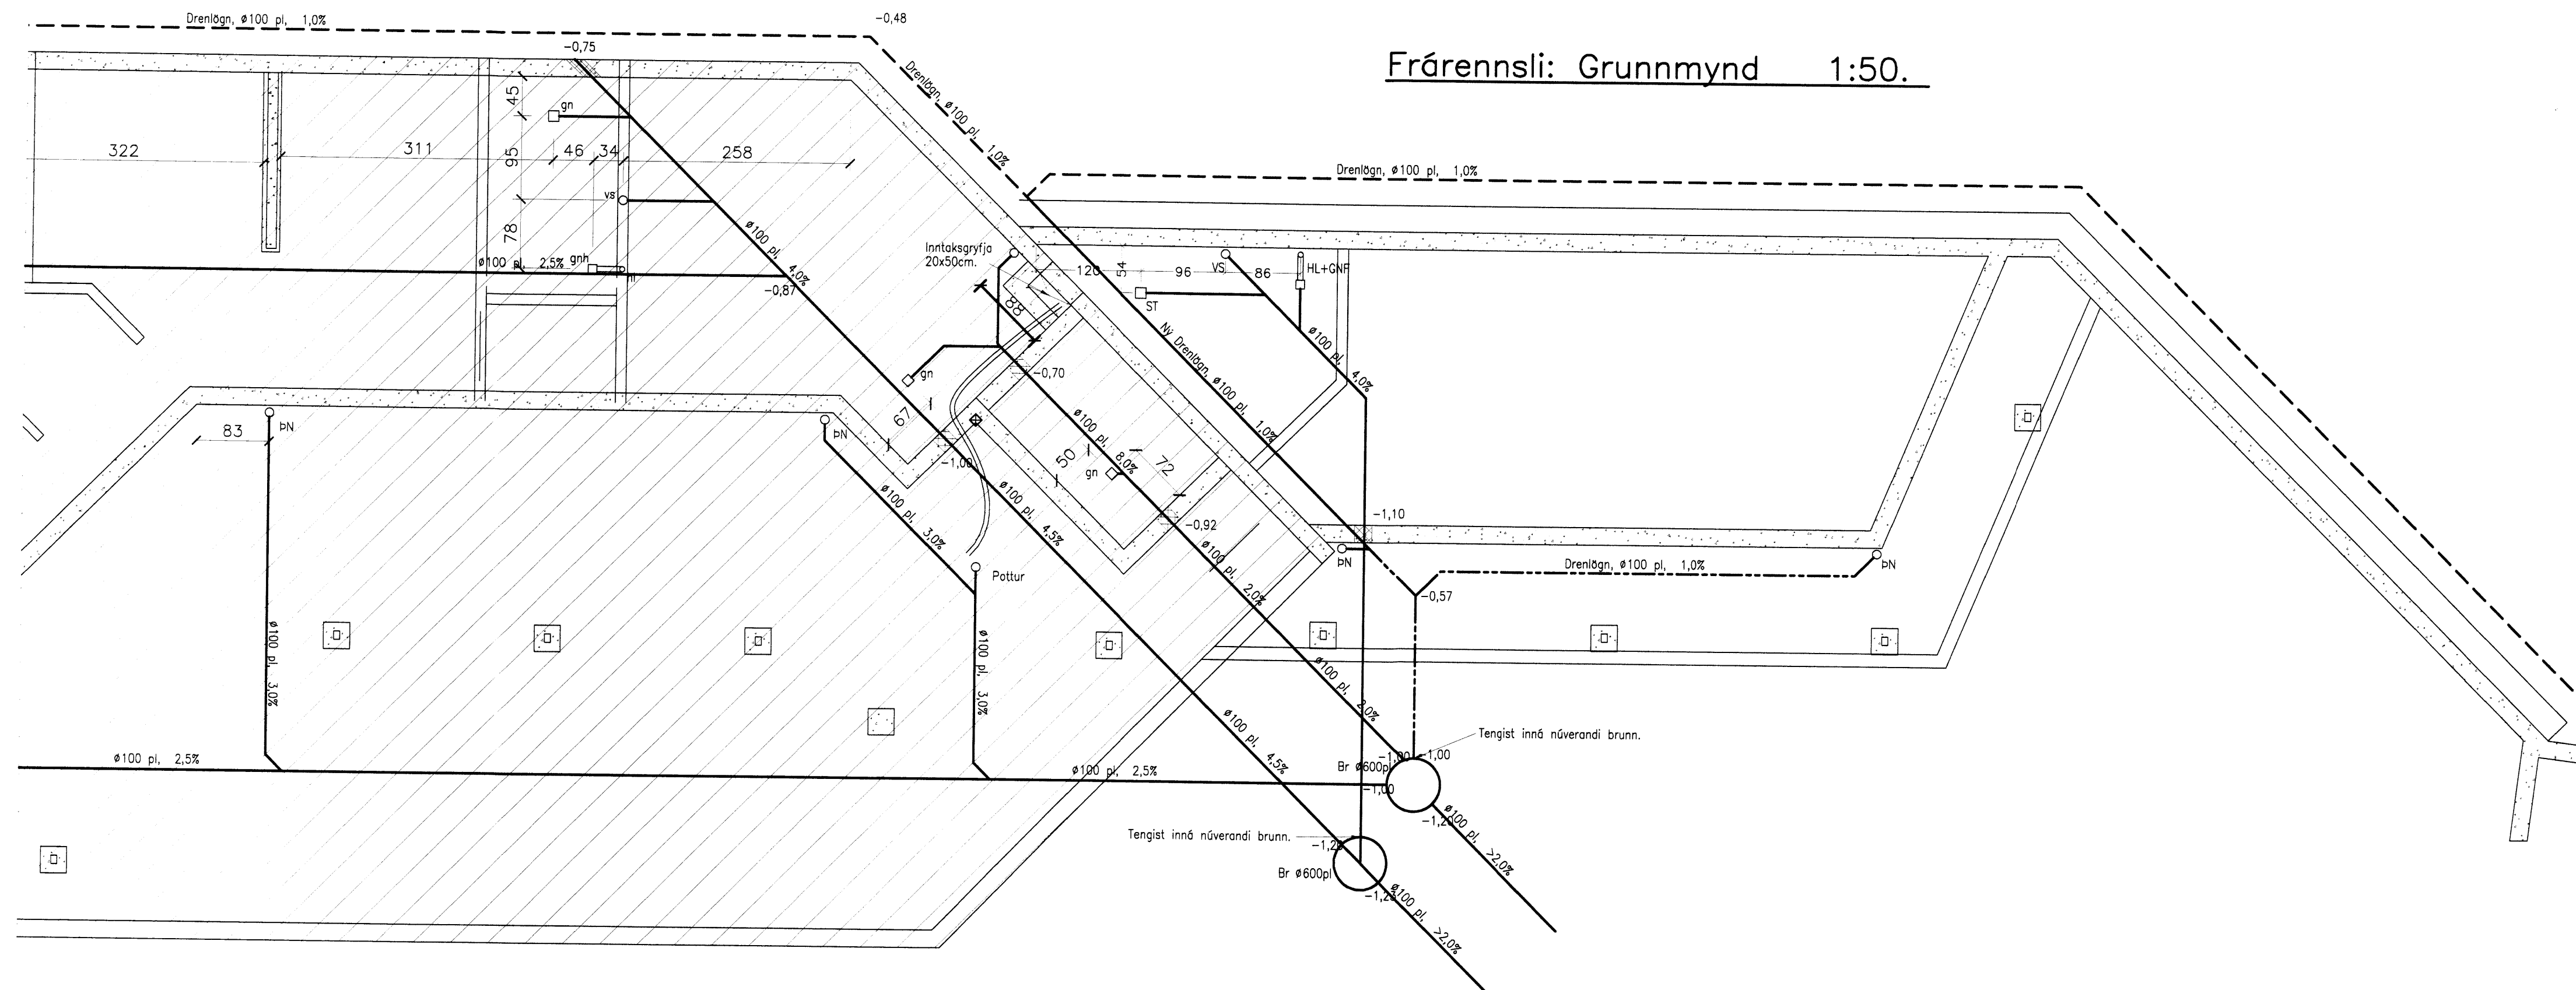 Drenlögn, ø100 pl, 1,0%
-0,48
-0,75
Frárennsli: Grunnmynd 1:50.
Drenlögn, ø100 pl, 1,0%
45
gn
322
311
95
46
34
258
Drenlögn, ø100 pl, 1,0%
vs
78
ø100 pl, 4,0%
Inntaksgryfja
20x50cm.
ø100 pl, 2,5%
gnh
hl
-0,87
120
54
96
VS
86
HL+GNF
ST
88
Ný Drenlögn, ø100 pl, 1,0%
ø100 pl, 4,0%
gn
-0,70
67
83
ÞN
ÞN
-1,00
ø100 pl, 8,0%
50
gn
72
ø100 pl, 3,0%
ø100 pl, 4,5%
-0,92
-1,10
ø100 pl, 2,0%
ÞN
Drenlögn, ø100 pl, 1,0%
ÞN
Pottur
-0,57
ø100 pl, 3,0%
ø100 pl, 3,0%
ø100 pl, 2,0%
ø100 pl, 4,5%
Tengist inná núverandi brunn.
ø100 pl, 2,5%
ø100 pl, 2,5%
-1,00
-1,00
Br ø600pl
-1,00
-1,20
ø100 pl, >2,0%
Tengist inná núverandi brunn.
Br ø600pl
ø100 pl, >2,0%